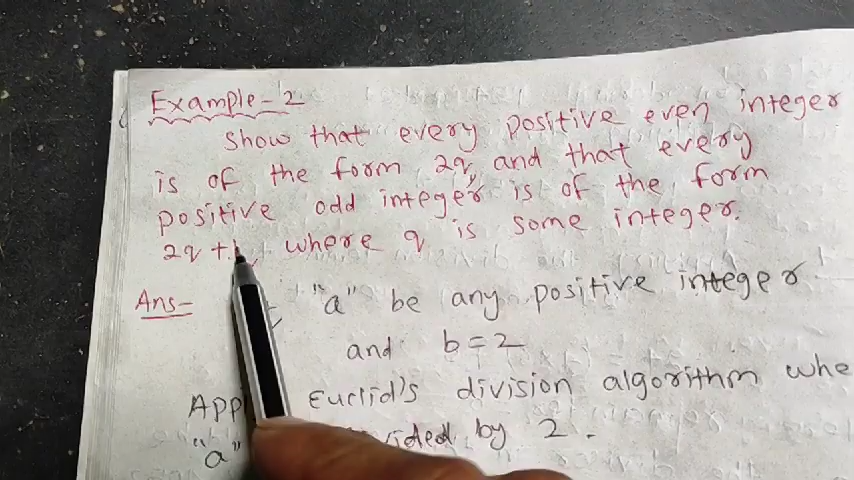 Example-2
Show that every positive even integer
is of the form 2q, and that every
positive odd integer is of the form
2q + where q is some integer.
Ans- "a" be any positive integer
and b=2
Euclid's division algorithm
"a" by 2.